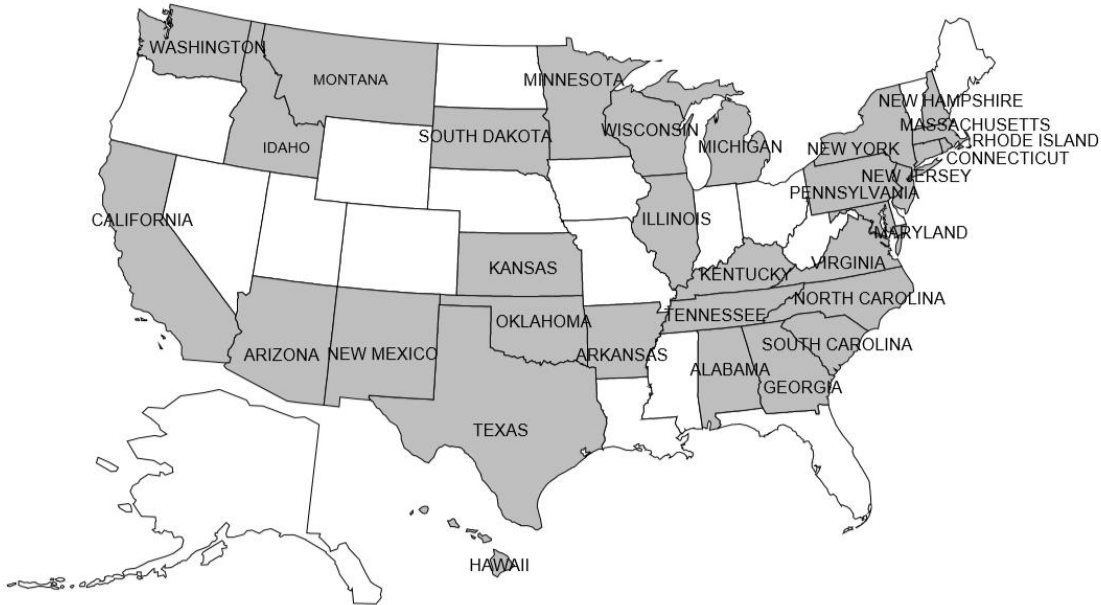 WASHINGTON
MONTANA
MINNESOTA
NEW HAMPSHIRE
MASSACHUSETTS
SOUTH DAKOTA
WISCONSIN
RHODE ISLAND
IDAHO
MICHIGAN
NEW YORK
CONNECTICUT
NEW JERSEY
PENNSYLVANIA
CALIFORNIA
ILLINOIS
MARYLAND
KANSAS
KENTUCKY
VIRGINIA
NORTH CAROLINA
OKLAHOMA
TENNESSEE
SOUTH CAROLINA
ARIZONA
NEW MEXICO
ARKANSAS
ALABAMA
GEORGIA
TEXAS
HAWAII